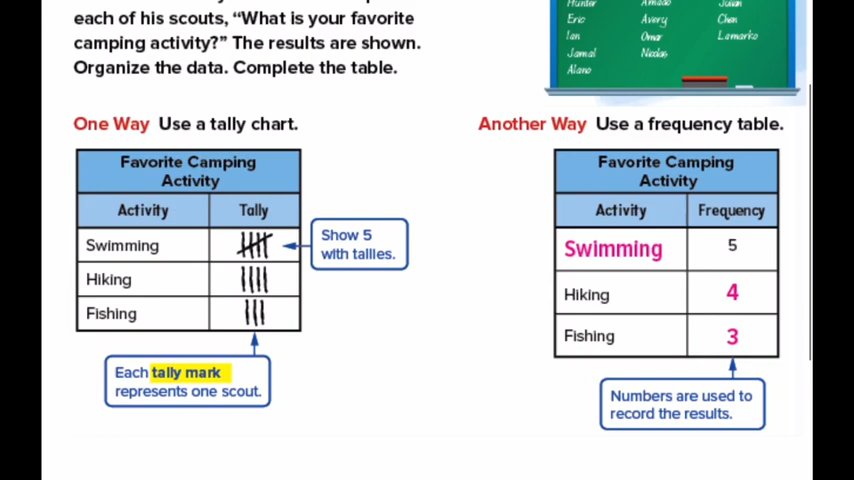 each of his scouts, “What is your favorite
camping activity?” The results are shown.
Organize the data. Complete the table.
Hunter Amado Julian
Eric Avery Chen
Ian Omar Lamarko
Jamal Nicolas
Alano
One Way Use a tally chart.
Favorite Camping
Activity
Activity Tally
Swimming
Hiking
Fishing
Show 5
with tallies.
Each tally mark
represents one scout.
Another Way Use a frequency table.
Favorite Camping
Activity
Activity Frequency
Swimming 5
Hiking 4
Fishing 3
Numbers are used to
record the results.